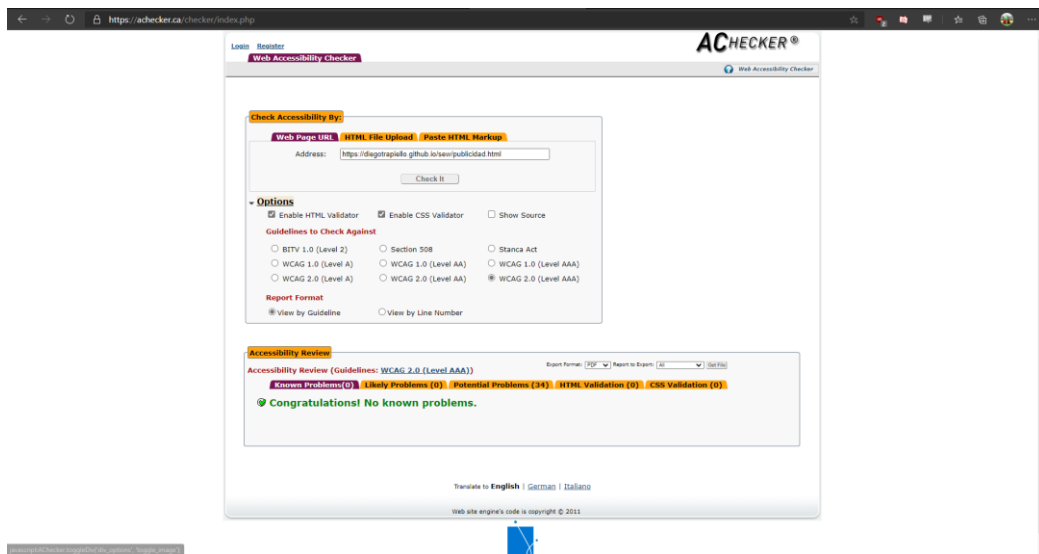 https://achecker.ca/checker/index.php
Login Register
ACHECKER®
Web Accessibility Checker
Web Accessibility Checker
Check Accessibility By:
Web Page URL HTML File Upload Paste HTML Markup
Address: https://diegotrapiello.github.io/sew/publicidad.html
Check It
Options
Enable HTML Validator Enable CSS Validator Show Source
Guidelines to Check Against
BITV 1.0 (Level 2) Section 508 Stanca Act
WCAG 1.0 (Level A) WCAG 1.0 (Level AA) WCAG 1.0 (Level AAA)
WCAG 2.0 (Level A) WCAG 2.0 (Level AA) WCAG 2.0 (Level AAA)
Report Format
View by Guideline View by Line Number
Accessibility Review
Export Format: PDF Report to Export: All Get File
Accessibility Review (Guidelines: WCAG 2.0 (Level AAA))
Known Problems(0) Likely Problems (0) Potential Problems (34) HTML Validation (0) CSS Validation (0)
Congratulations! No known problems.
Translate to English | German | Italiano
Web site engine's code is copyright © 2011
javascript:AChecker.toggleDiv('div_options', 'toggle_image')